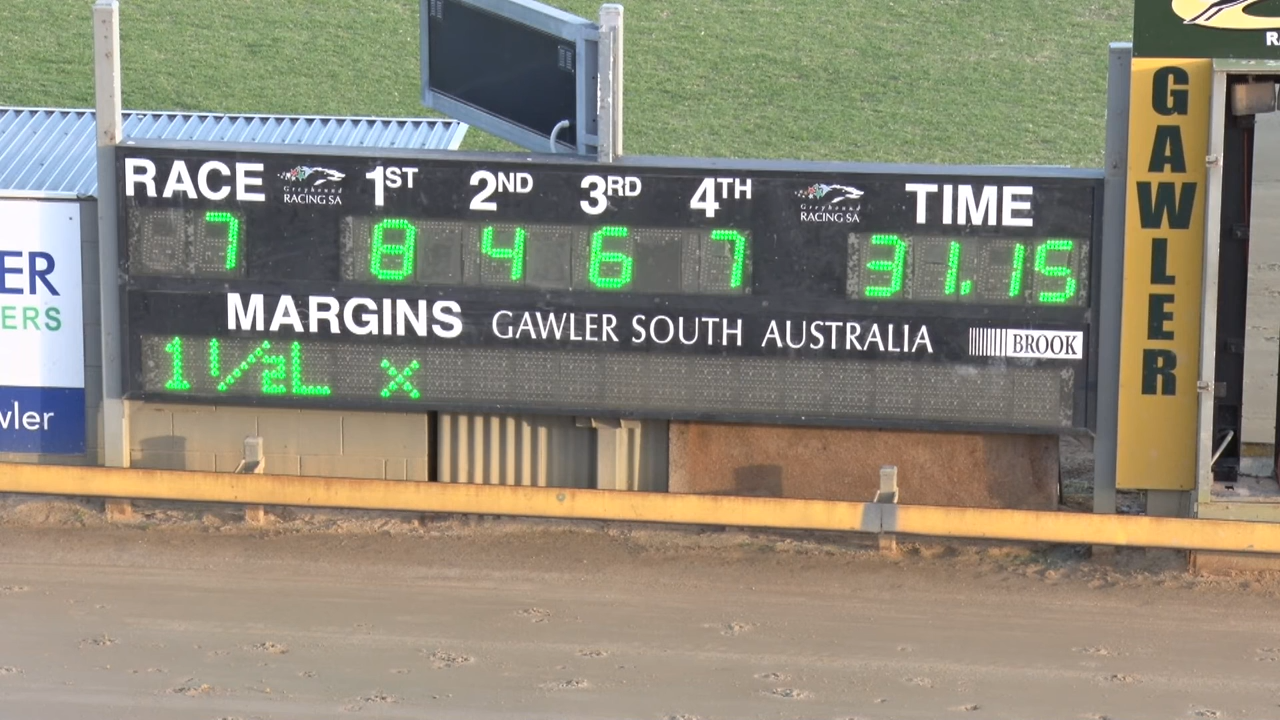 RACE Greyhound RACING SA 1ST 2ND 3RD 4TH Greyhound RACING SA TIME
7 8 4 6 7 31.15
MARGINS GAWLER SOUTH AUSTRALIA BROOK
1 1/2L X
GAWLER
R
ER
ERS
wler